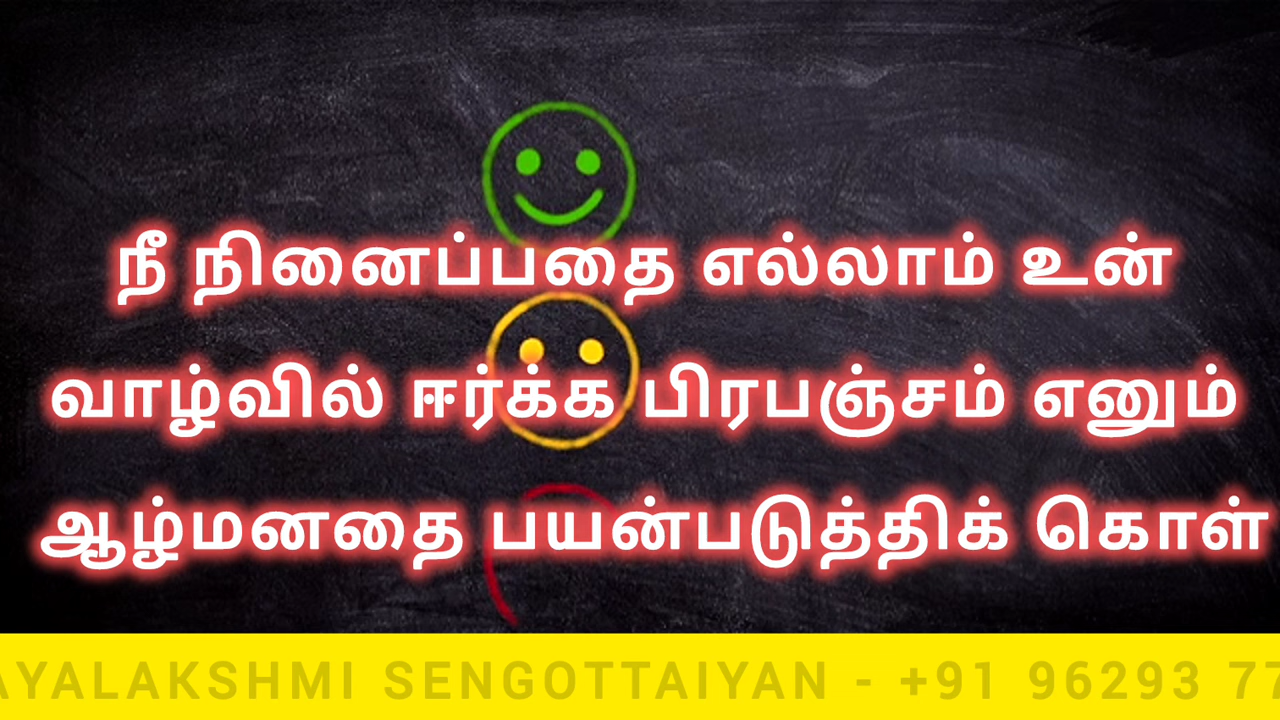 நீ நினைப்பதை எல்லாம் உன்
வாழ்வில் ஈர்க்க பிரபஞ்சம் எனும்
ஆழ்மனதை பயன்படுத்திக் கொள்
AYALAKSHMI SENGOTTAIYAN - +91 96293 77